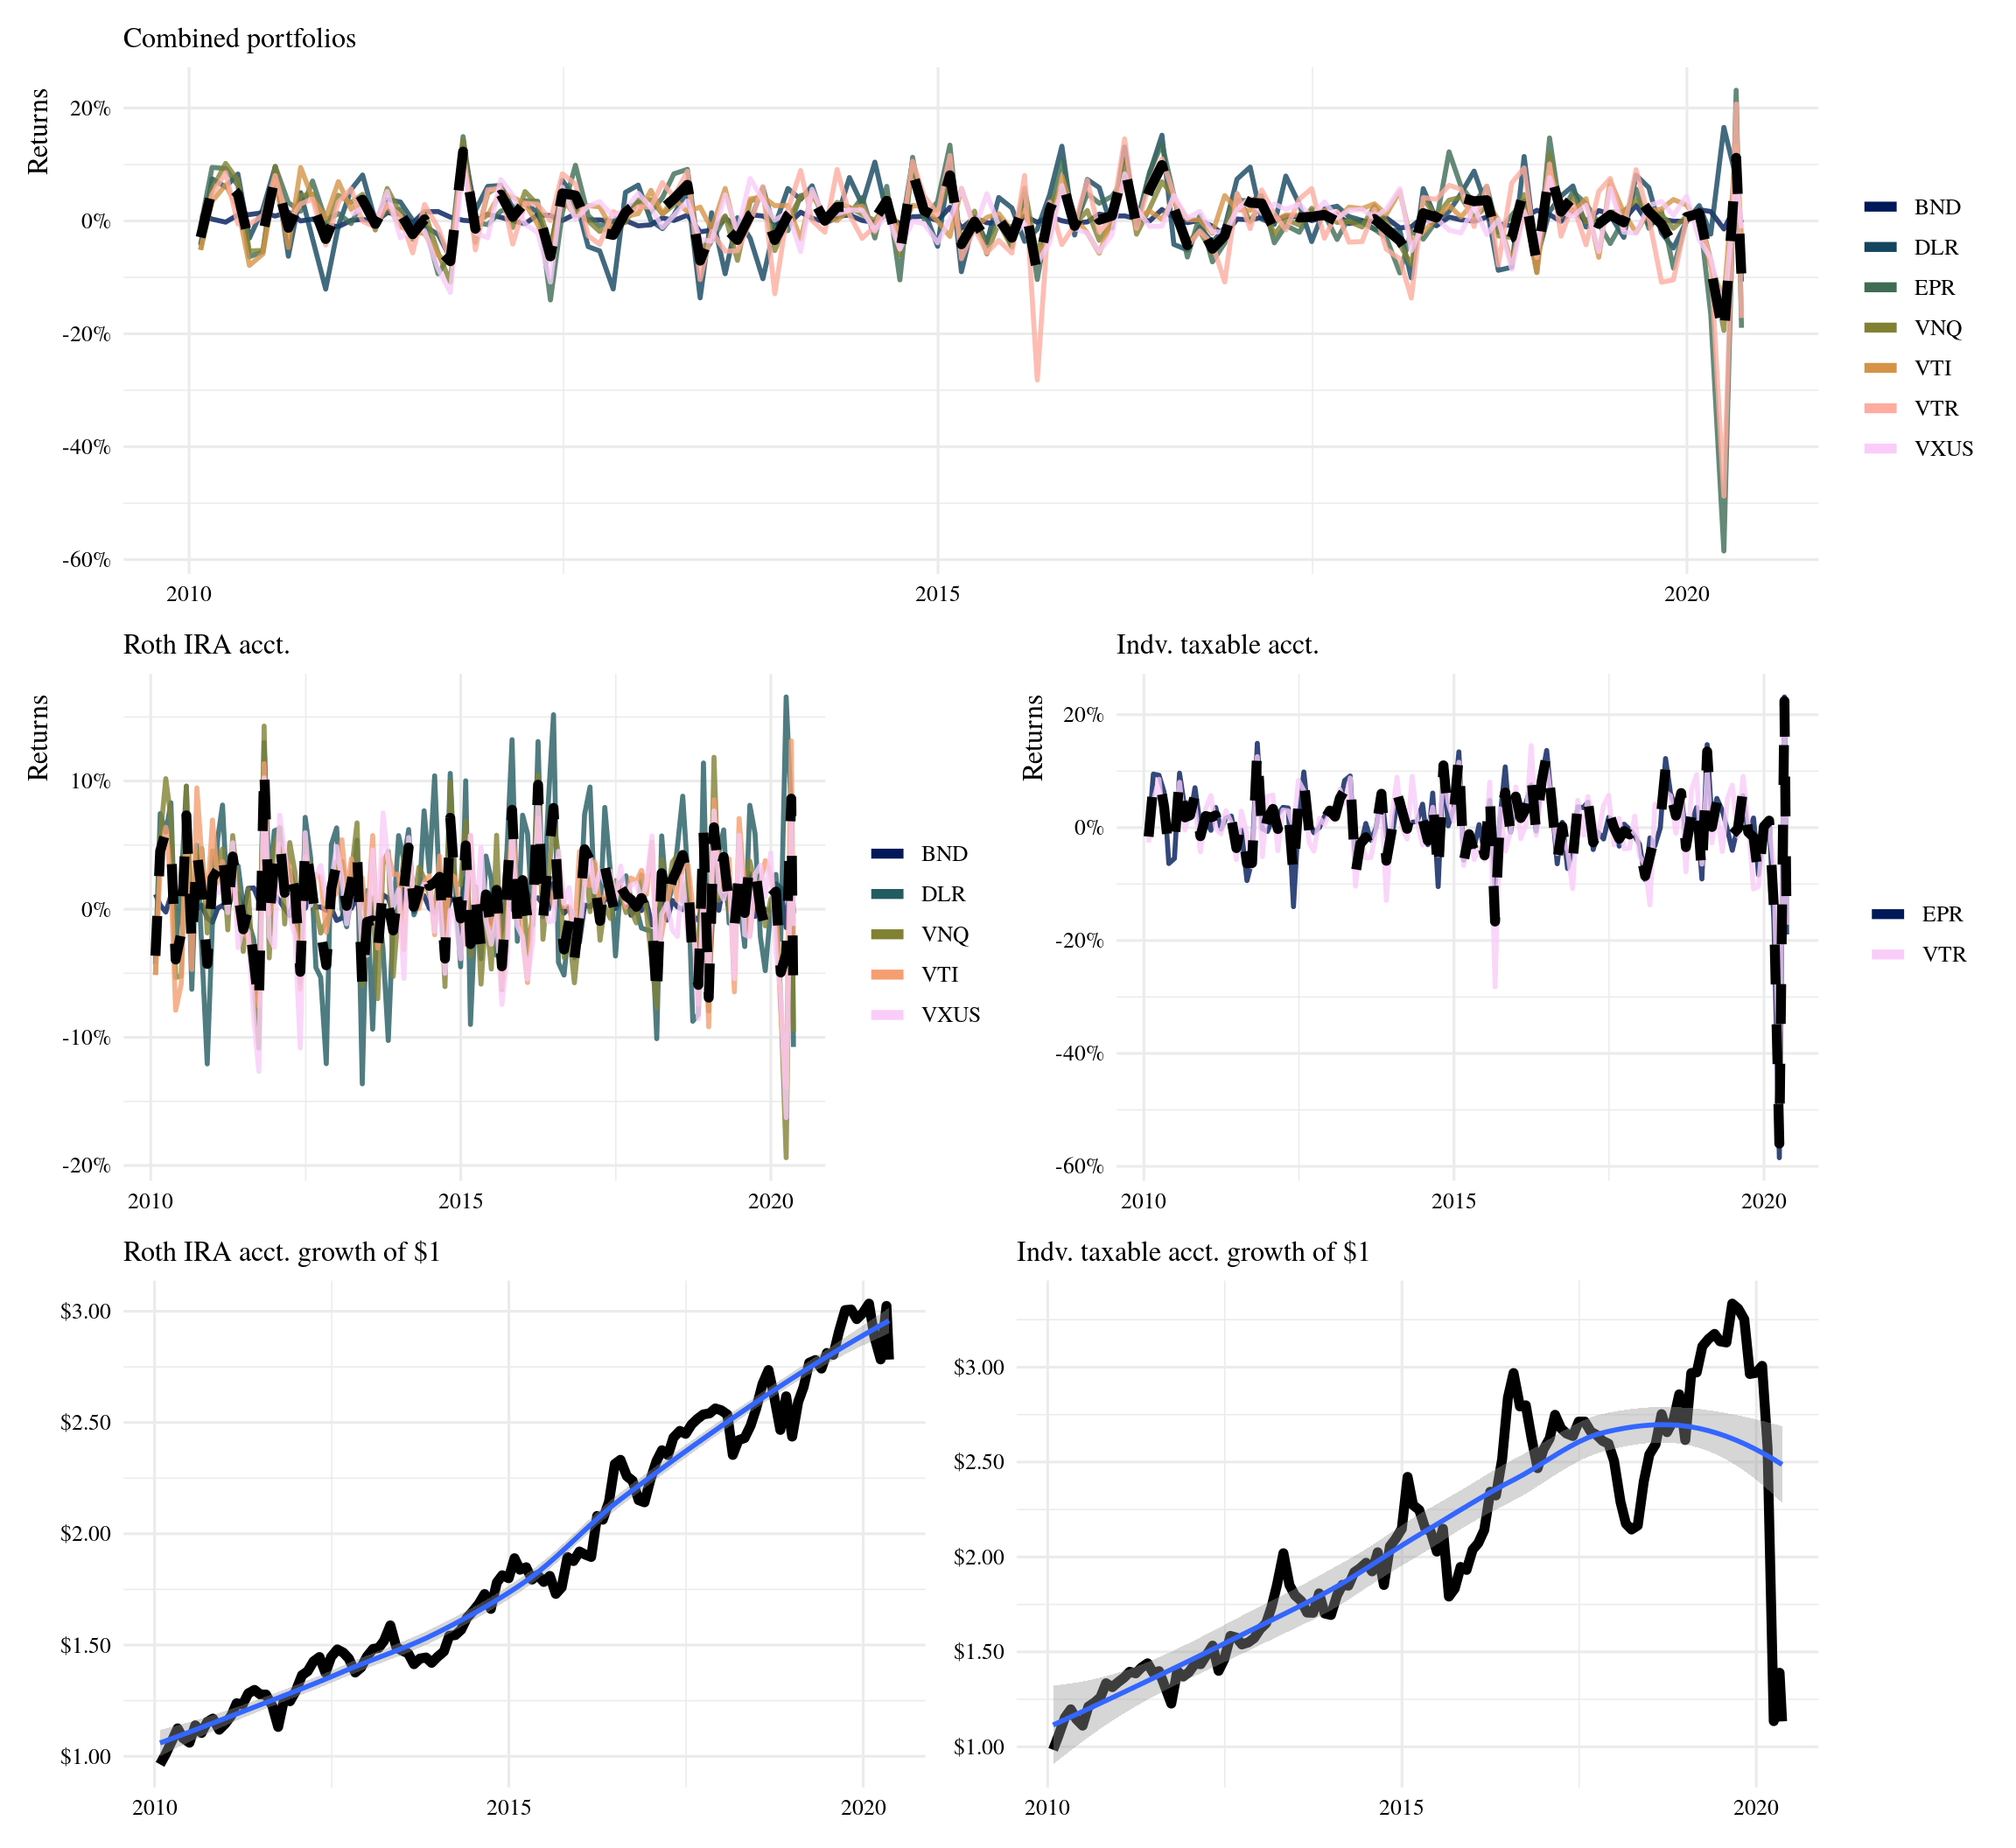 Combined portfolios
Returns
20%
0%
-20%
-40%
-60%
2010 2015 2020
BND
DLR
EPR
VNQ
VTI
VTR
VXUS
Roth IRA acct.
Returns
10%
0%
-10%
-20%
2010 2015 2020
BND
DLR
VNQ
VTI
VXUS
Indv. taxable acct.
Returns
20%
0%
-20%
-40%
-60%
2010 2015 2020
EPR
VTR
Roth IRA acct. growth of $1
$3.00
$2.50
$2.00
$1.50
$1.00
2010 2015 2020
Indv. taxable acct. growth of $1
$3.00
$2.50
$2.00
$1.50
$1.00
2010 2015 2020